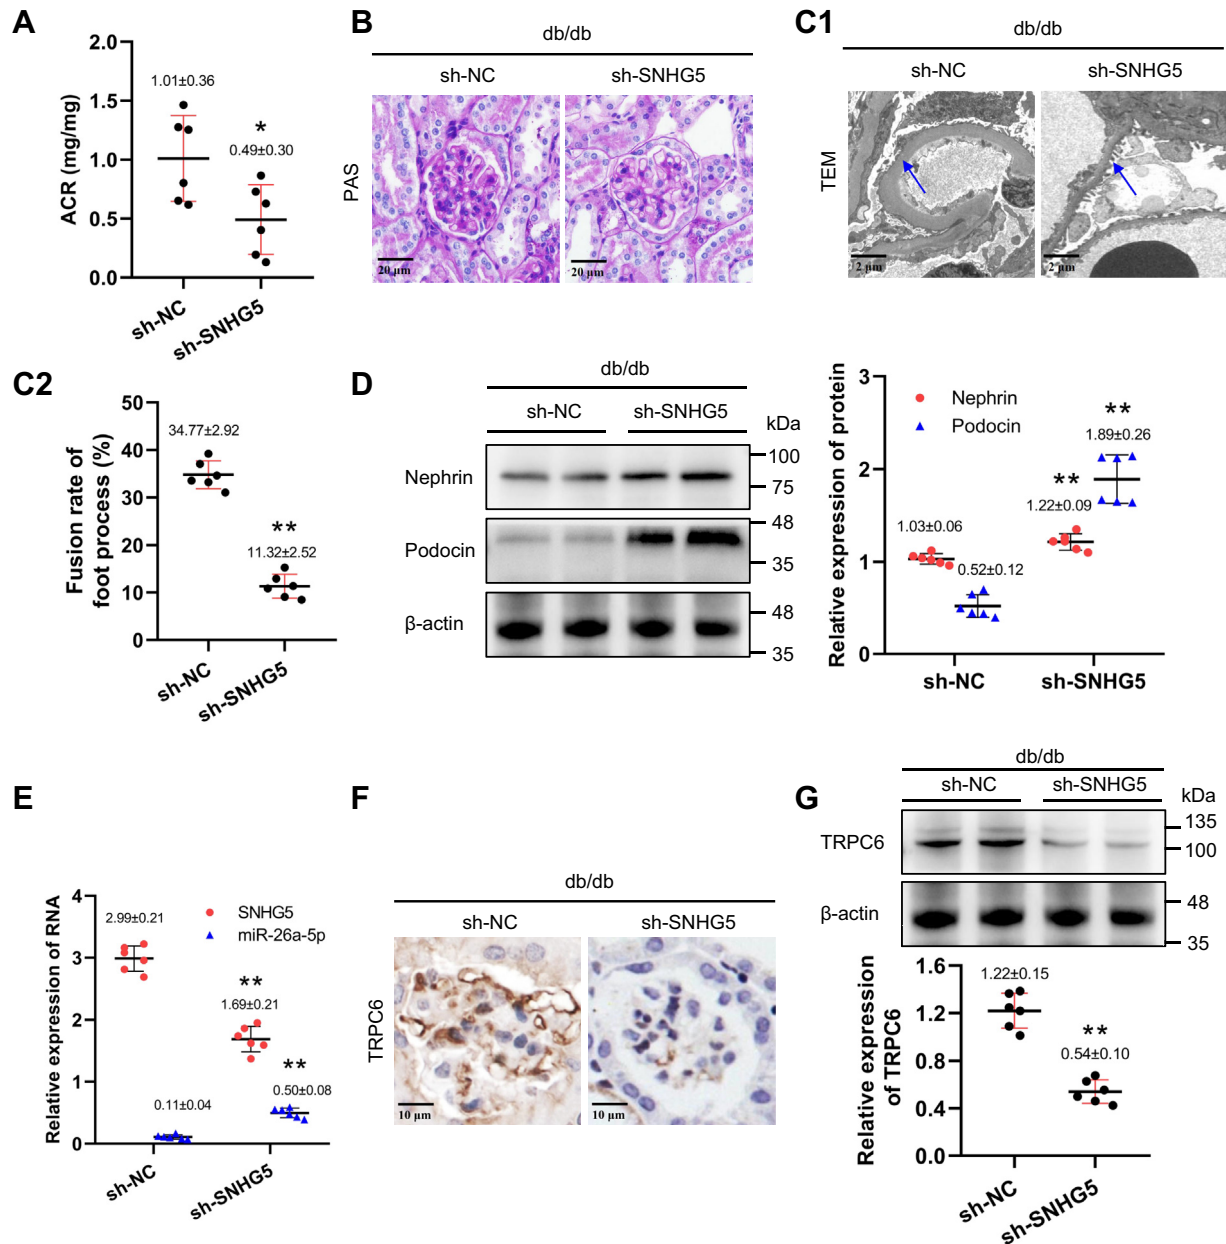 A
2.0
1.5
1.0
0.5
0.0
ACR (mg/mg)
1.01±0.36
*
0.49±0.30
sh-NC
sh-SNHG5
B
db/db
sh-NC
sh-SNHG5
PAS
20 μm
20 μm
C1
db/db
sh-NC
sh-SNHG5
TEM
2 μm
2 μm
C2
50
40
30
20
10
0
Fusion rate of
foot process (%)
34.77±2.92
**
11.32±2.52
sh-NC
sh-SNHG5
D
db/db
sh-NC
sh-SNHG5
kDa
Nephrin
100
75
Podocin
48
35
β-actin
48
35
3
2
1
0
Relative expression of protein
Nephrin
Podocin
1.03±0.06
0.52±0.12
**
1.22±0.09
**
1.89±0.26
sh-NC
sh-SNHG5
E
4
3
2
1
0
Relative expression of RNA
SNHG5
miR-26a-5p
2.99±0.21
0.11±0.04
**
1.69±0.21
**
0.50±0.08
sh-NC
sh-SNHG5
F
db/db
sh-NC
sh-SNHG5
TRPC6
10 μm
10 μm
G
db/db
sh-NC
sh-SNHG5
kDa
TRPC6
135
100
β-actin
48
35
1.6
1.2
0.8
0.4
0.0
Relative expression
of TRPC6
1.22±0.15
**
0.54±0.10
sh-NC
sh-SNHG5